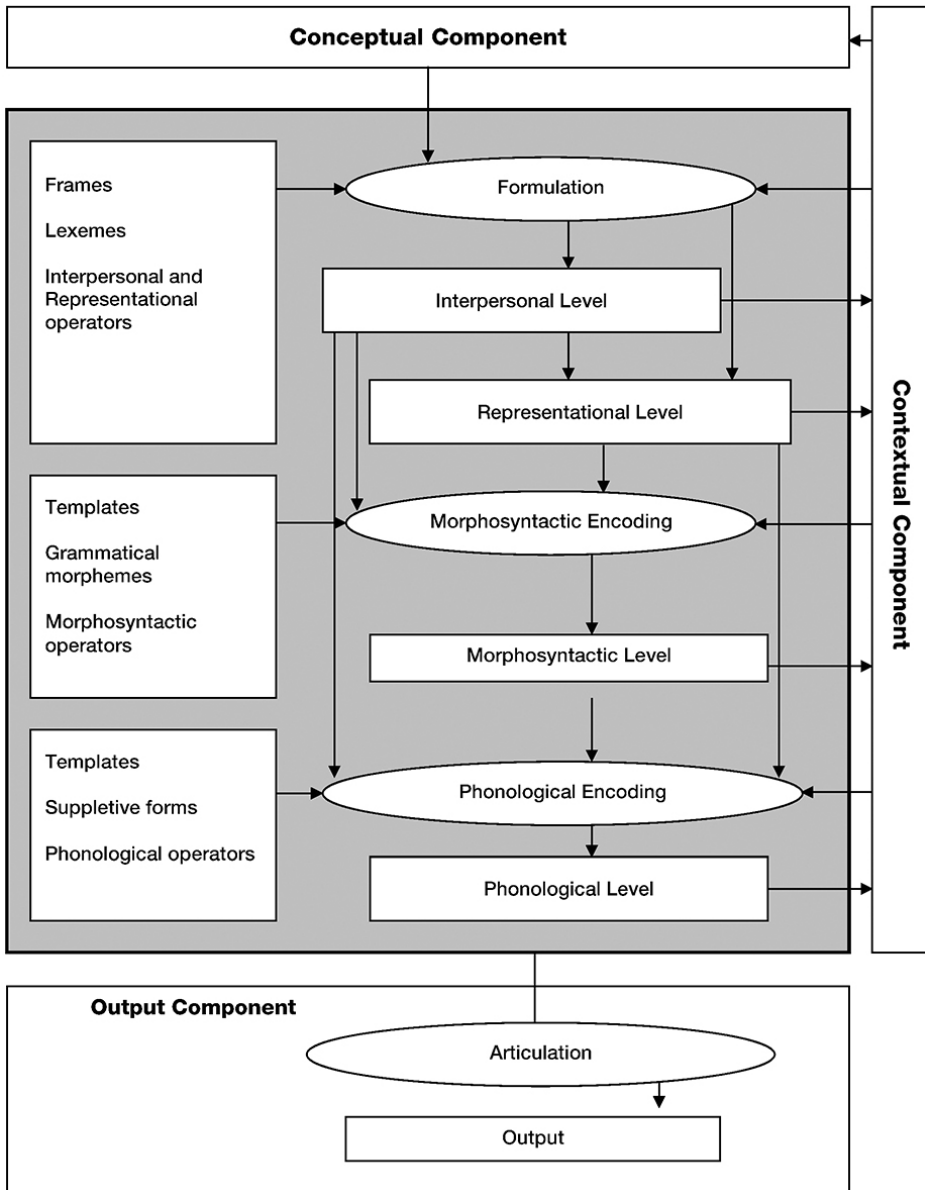 Conceptual Component
Formulation
Frames
Lexemes
Interpersonal and
Representational
operators
Interpersonal Level
Representational Level
Contextual Component
Templates
Grammatical
morphemes
Morphosyntactic
operators
Morphosyntactic Encoding
Morphosyntactic Level
Templates
Suppletive forms
Phonological operators
Phonological Encoding
Phonological Level
Output Component
Articulation
Output